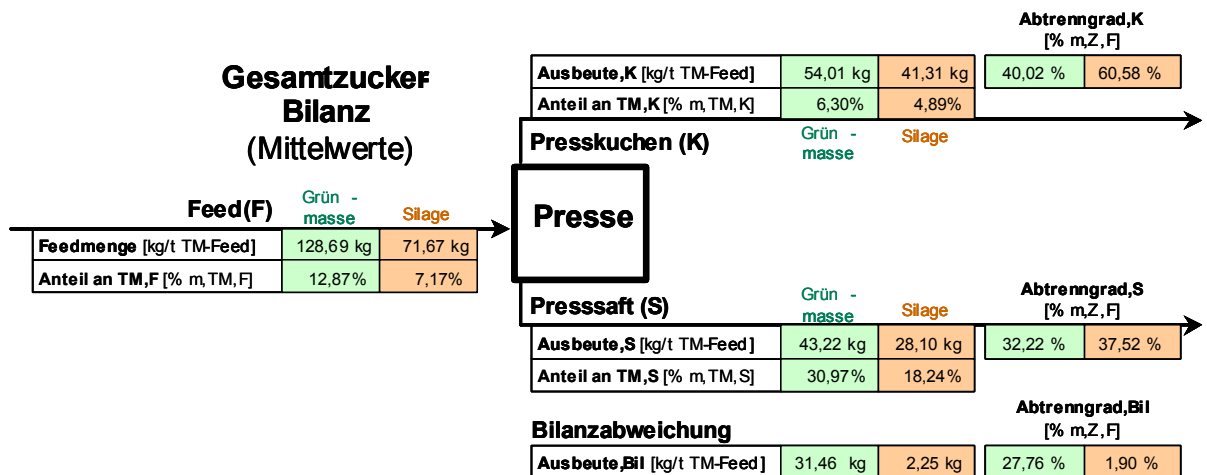 Abtrenngrad,K
[% m,Z,F]
Gesamtzucker-
Bilanz
(Mittelwerte)
Ausbeute,K [kg/t TM-Feed] 54,01 kg 41,31 kg 40,02 % 60,58 %
Anteil an TM,K [% m,TM,K] 6,30% 4,89%
Presskuchen (K)
Grün -
masse
Silage
Feed(F)
Grün -
masse
Silage
Presse
Feedmenge [kg/t TM-Feed] 128,69 kg 71,67 kg
Anteil an TM,F [% m,TM,F] 12,87% 7,17%
Presssaft (S)
Grün -
masse
Silage
Abtrenngrad,S
[% m,Z,F]
Ausbeute,S [kg/t TM-Feed] 43,22 kg 28,10 kg 32,22 % 37,52 %
Anteil an TM,S [% m,TM,S] 30,97% 18,24%
Bilanzabweichung
Abtrenngrad,Bil
[% m,Z,F]
Ausbeute,Bil [kg/t TM-Feed] 31,46 kg 2,25 kg 27,76 % 1,90 %